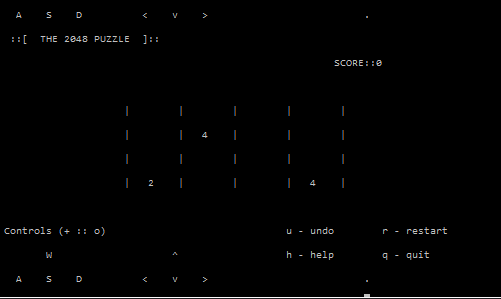 A S D < v > .
::[ THE 2048 PUZZLE ]::
SCORE::0
| | | | |
| | 4 | | |
| | | | |
| 2 | | | 4 |
Controls (+ :: o) u - undo r - restart
W ^ h - help q - quit
A S D < v > .